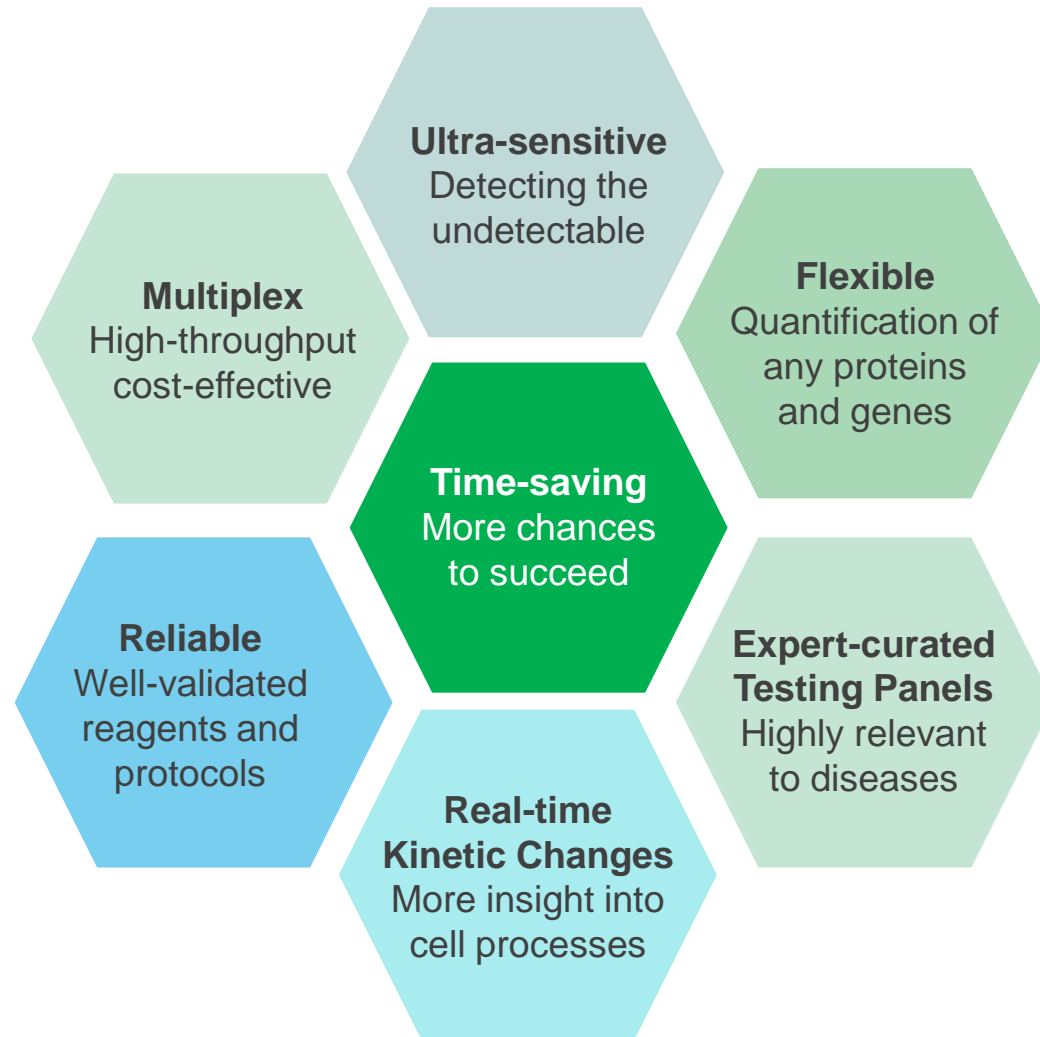 Ultra-sensitive
Detecting the
undetectable
Multiplex
High-throughput
cost-effective
Flexible
Quantification of
any proteins
and genes
Time-saving
More chances
to succeed
Reliable
Well-validated
reagents and
protocols
Expert-curated
Testing Panels
Highly relevant
to diseases
Real-time
Kinetic Changes
More insight into
cell processes